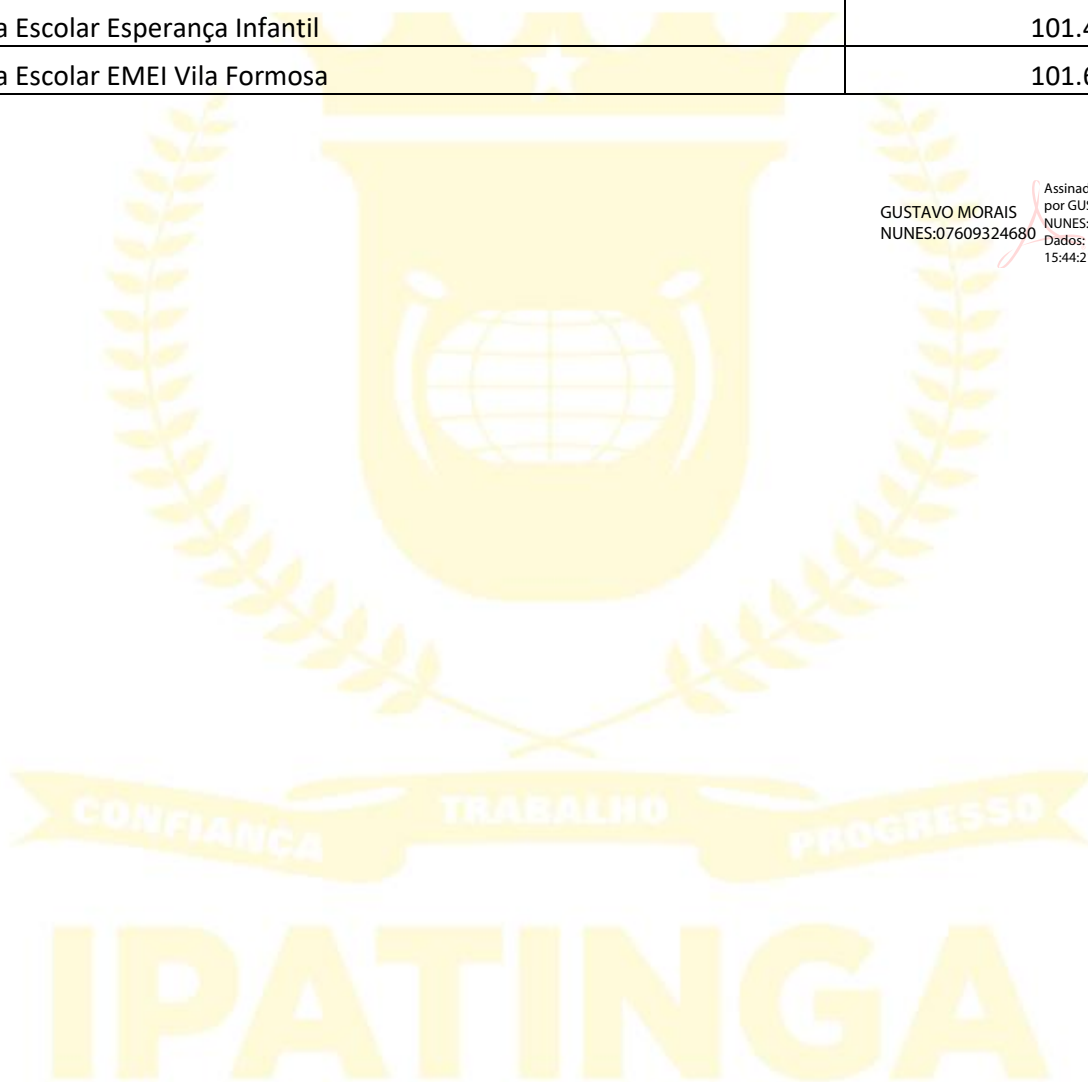 a Escolar Esperança Infantil 101.4
a Escolar EMEI Vila Formosa 101.6
GUSTAVO MORAIS
NUNES:07609324680
Assinad
por GUS
NUNES:
Dados:
15:44:2
CONFIANÇA TRABALHO PROGRESSO
IPATINGA